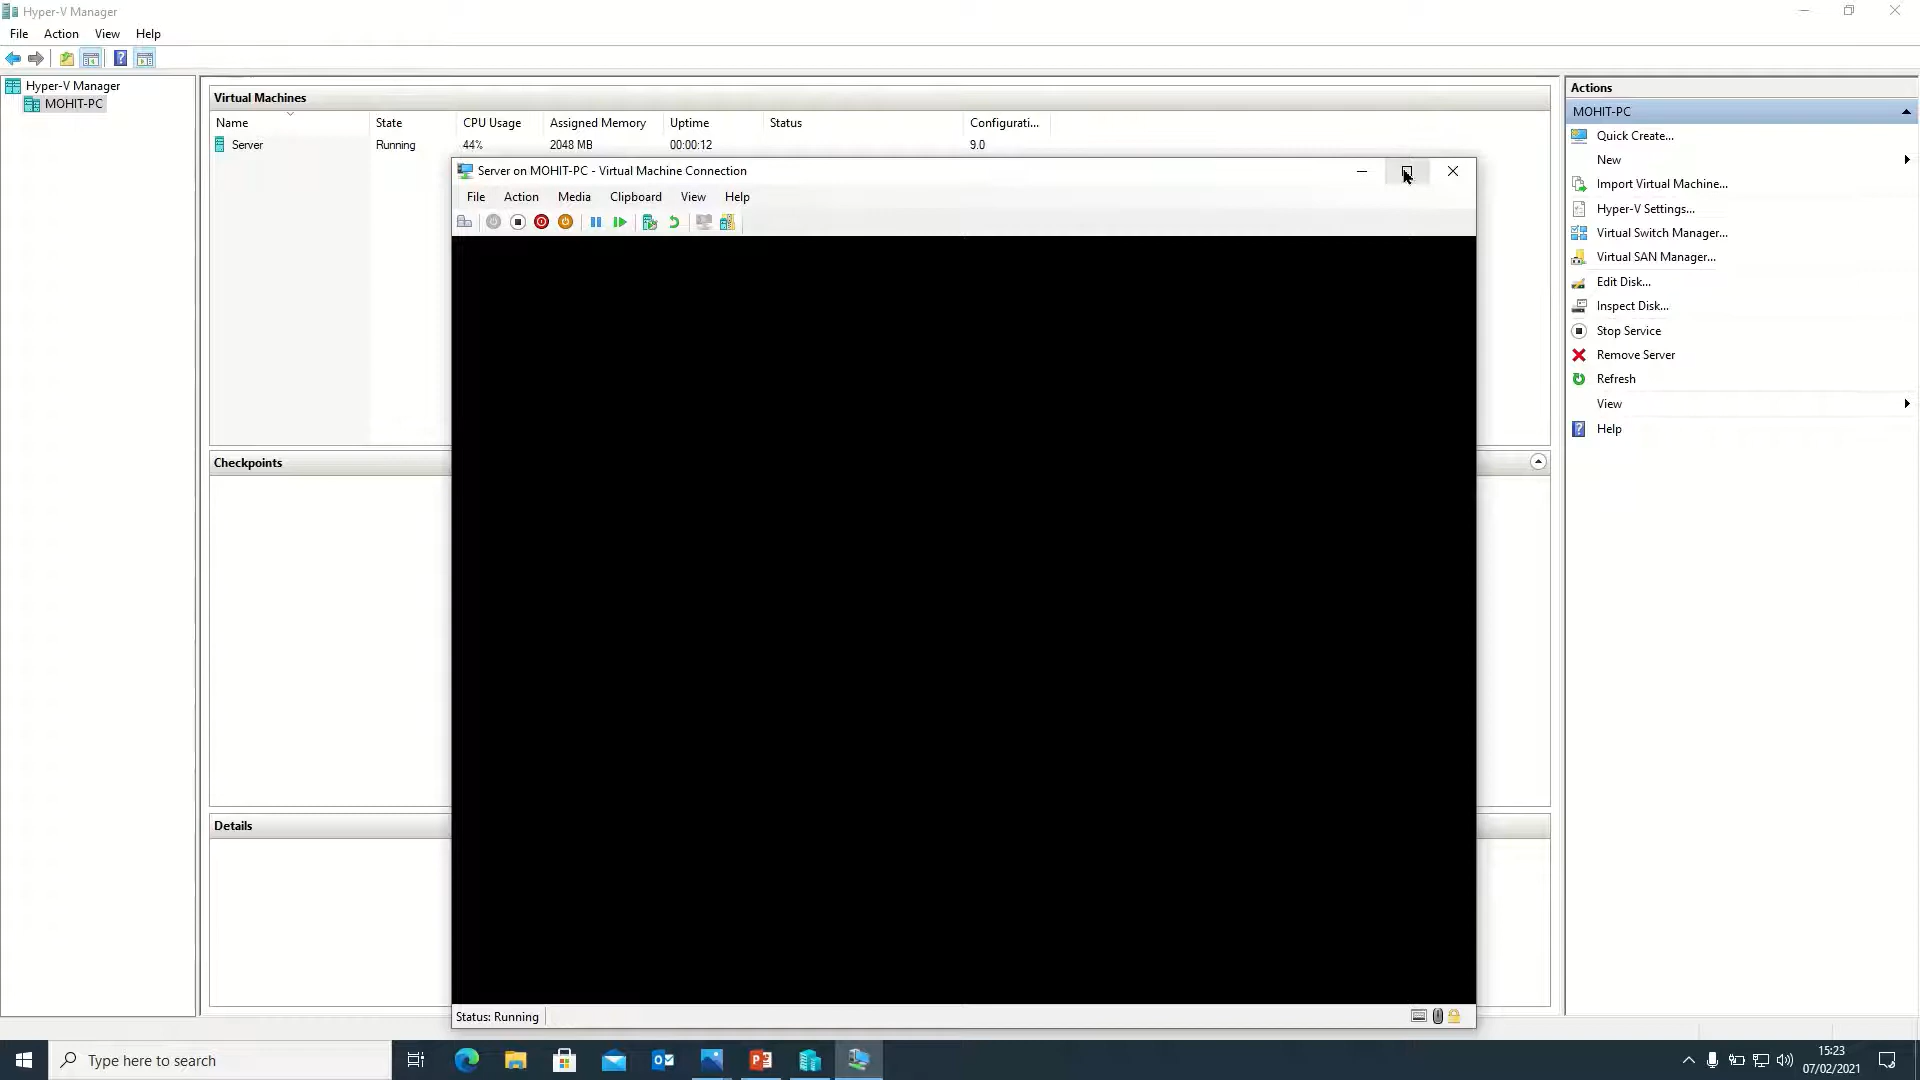 Hyper-V Manager
File Action View Help
Hyper-V Manager
MOHIT-PC
Virtual Machines
Name State CPU Usage Assigned Memory Uptime Status Configurati...
Server Running 44% 2048 MB 00:00:12 9.0
Server on MOHIT-PC - Virtual Machine Connection
File Action Media Clipboard View Help
Status: Running
Checkpoints
Details
Actions
MOHIT-PC
Quick Create...
New
Import Virtual Machine...
Hyper-V Settings...
Virtual Switch Manager...
Virtual SAN Manager...
Edit Disk...
Inspect Disk...
Stop Service
Remove Server
Refresh
View
Help
Type here to search
15:23
07/02/2021